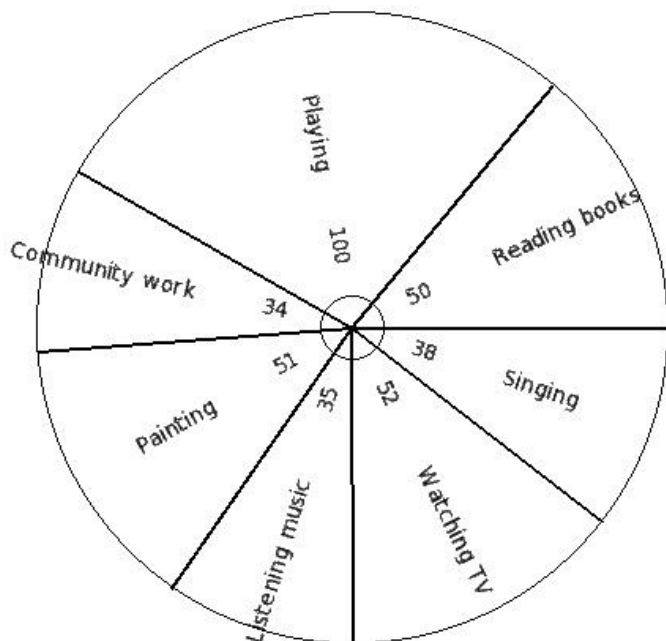 playing
100
Reading books
50
Community work
34
38
Singing
51
Painting
35
52
Listening music
Watching TV